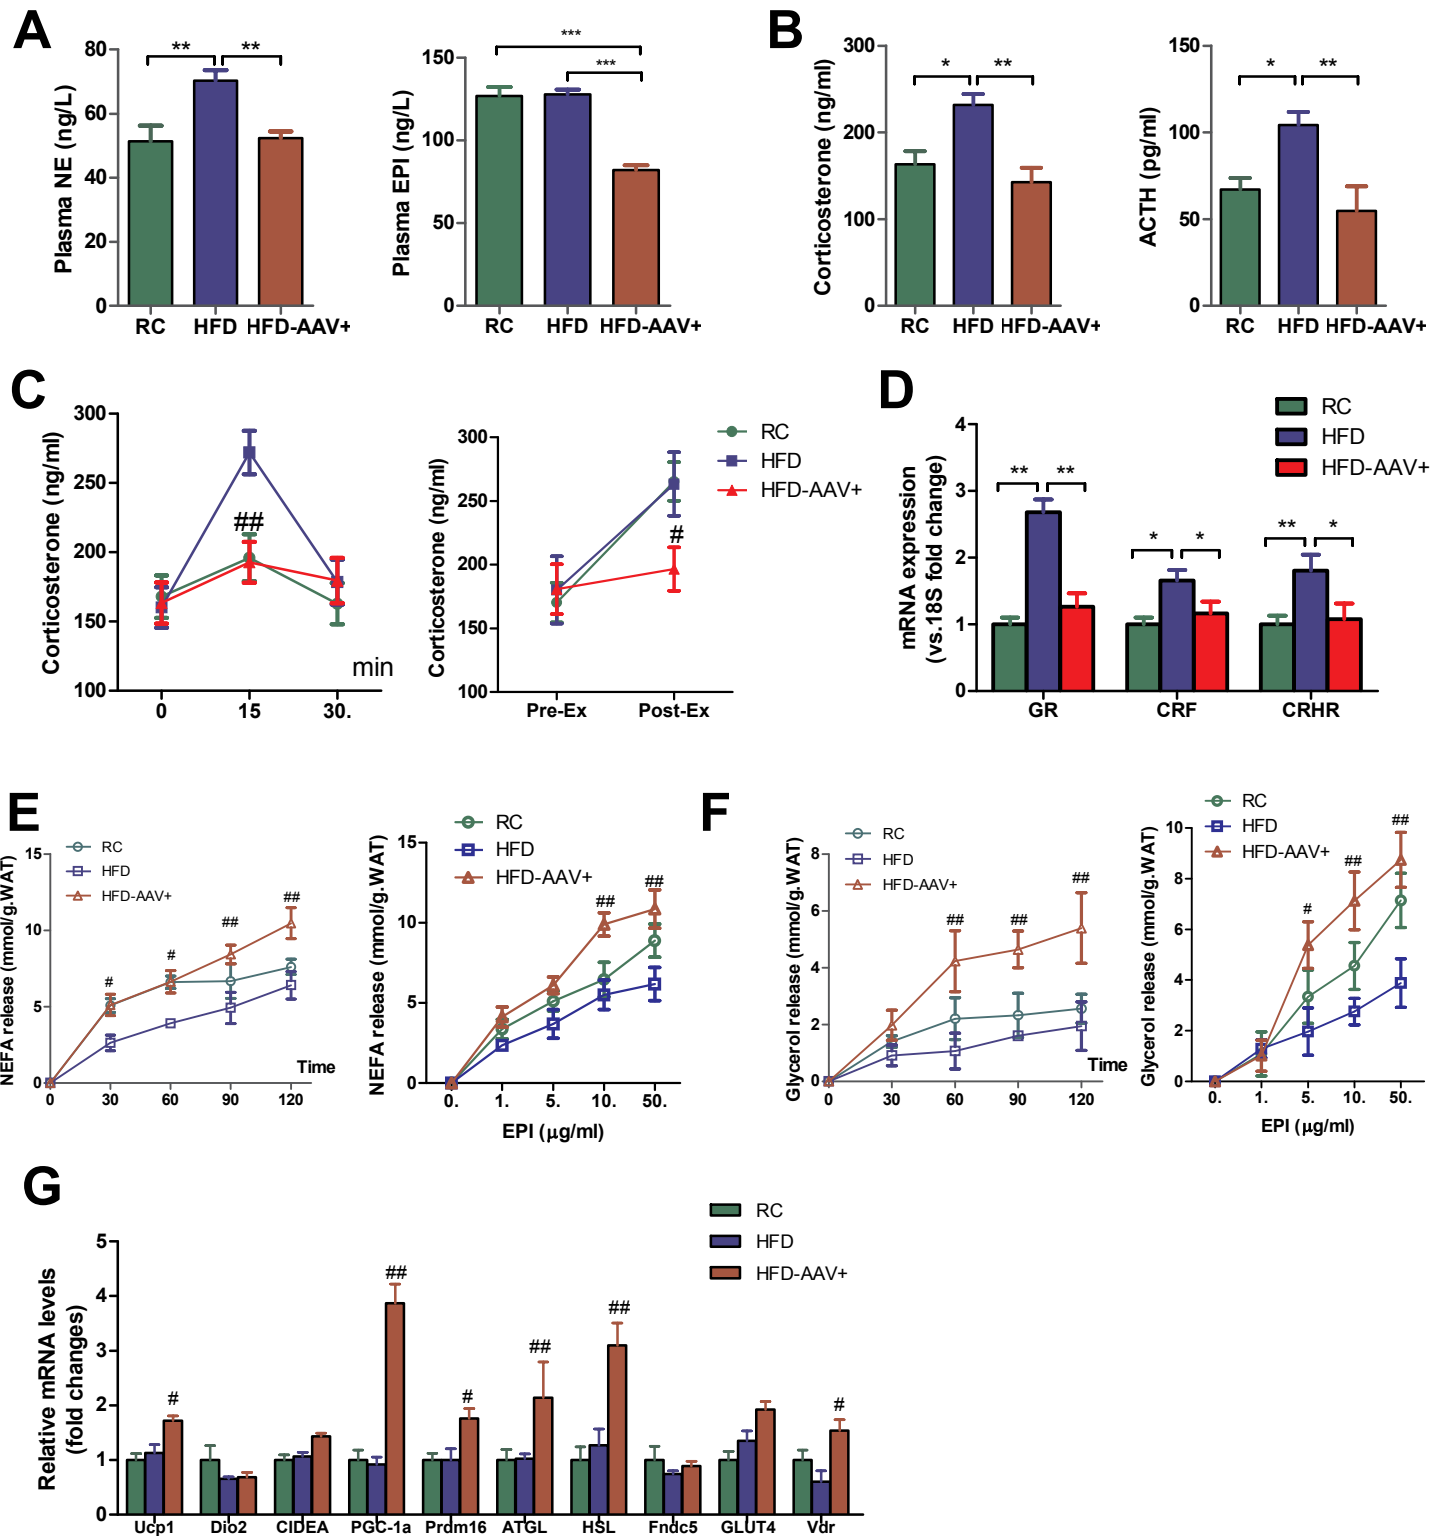 A
Plasma NE (ng/L)
80
60
40
20
0
**
**
RC HFD HFD-AAV+
Plasma EPI (ng/L)
150
100
50
0
***
***
RC HFD HFD-AAV+
B
Corticosterone (ng/ml)
300
200
100
0
*
**
RC HFD HFD-AAV+
ACTH (pg/ml)
150
100
50
0
*
**
RC HFD HFD-AAV+
C
Corticosterone (ng/ml)
300
250
200
150
100
##
min
0 15 30.
Corticosterone (ng/ml)
300
250
200
150
100
#
Pre-Ex Post-Ex
RC
HFD
HFD-AAV+
D
mRNA expression
(vs.18S fold change)
4
3
2
1
0
** **
* *
** *
GR CRF CRHR
RC
HFD
HFD-AAV+
E
NEFA release (mmol/g.WAT)
15
10
5
0
RC
HFD
HFD-AAV+
# # ## ##
Time
0 30 60 90 120
NEFA release (mmol/g.WAT)
15
10
5
0
RC
HFD
HFD-AAV+
## ##
0. 1. 5. 10. 50.
EPI (µg/ml)
F
Glycerol release (mmol/g.WAT)
8
6
4
2
0
RC
HFD
HFD-AAV+
## ## ##
Time
0 30 60 90 120
Glycerol release (mmol/g.WAT)
10
8
6
4
2
0
RC
HFD
HFD-AAV+
# ## ##
0. 1. 5. 10. 50.
EPI (µg/ml)
G
Relative mRNA levels
(fold changes)
5
4
3
2
1
0
RC
HFD
HFD-AAV+
# ## # ## ## #
Ucp1 Dio2 CIDEA PGC-1a Prdm16 ATGL HSL Fndc5 GLUT4 Vdr